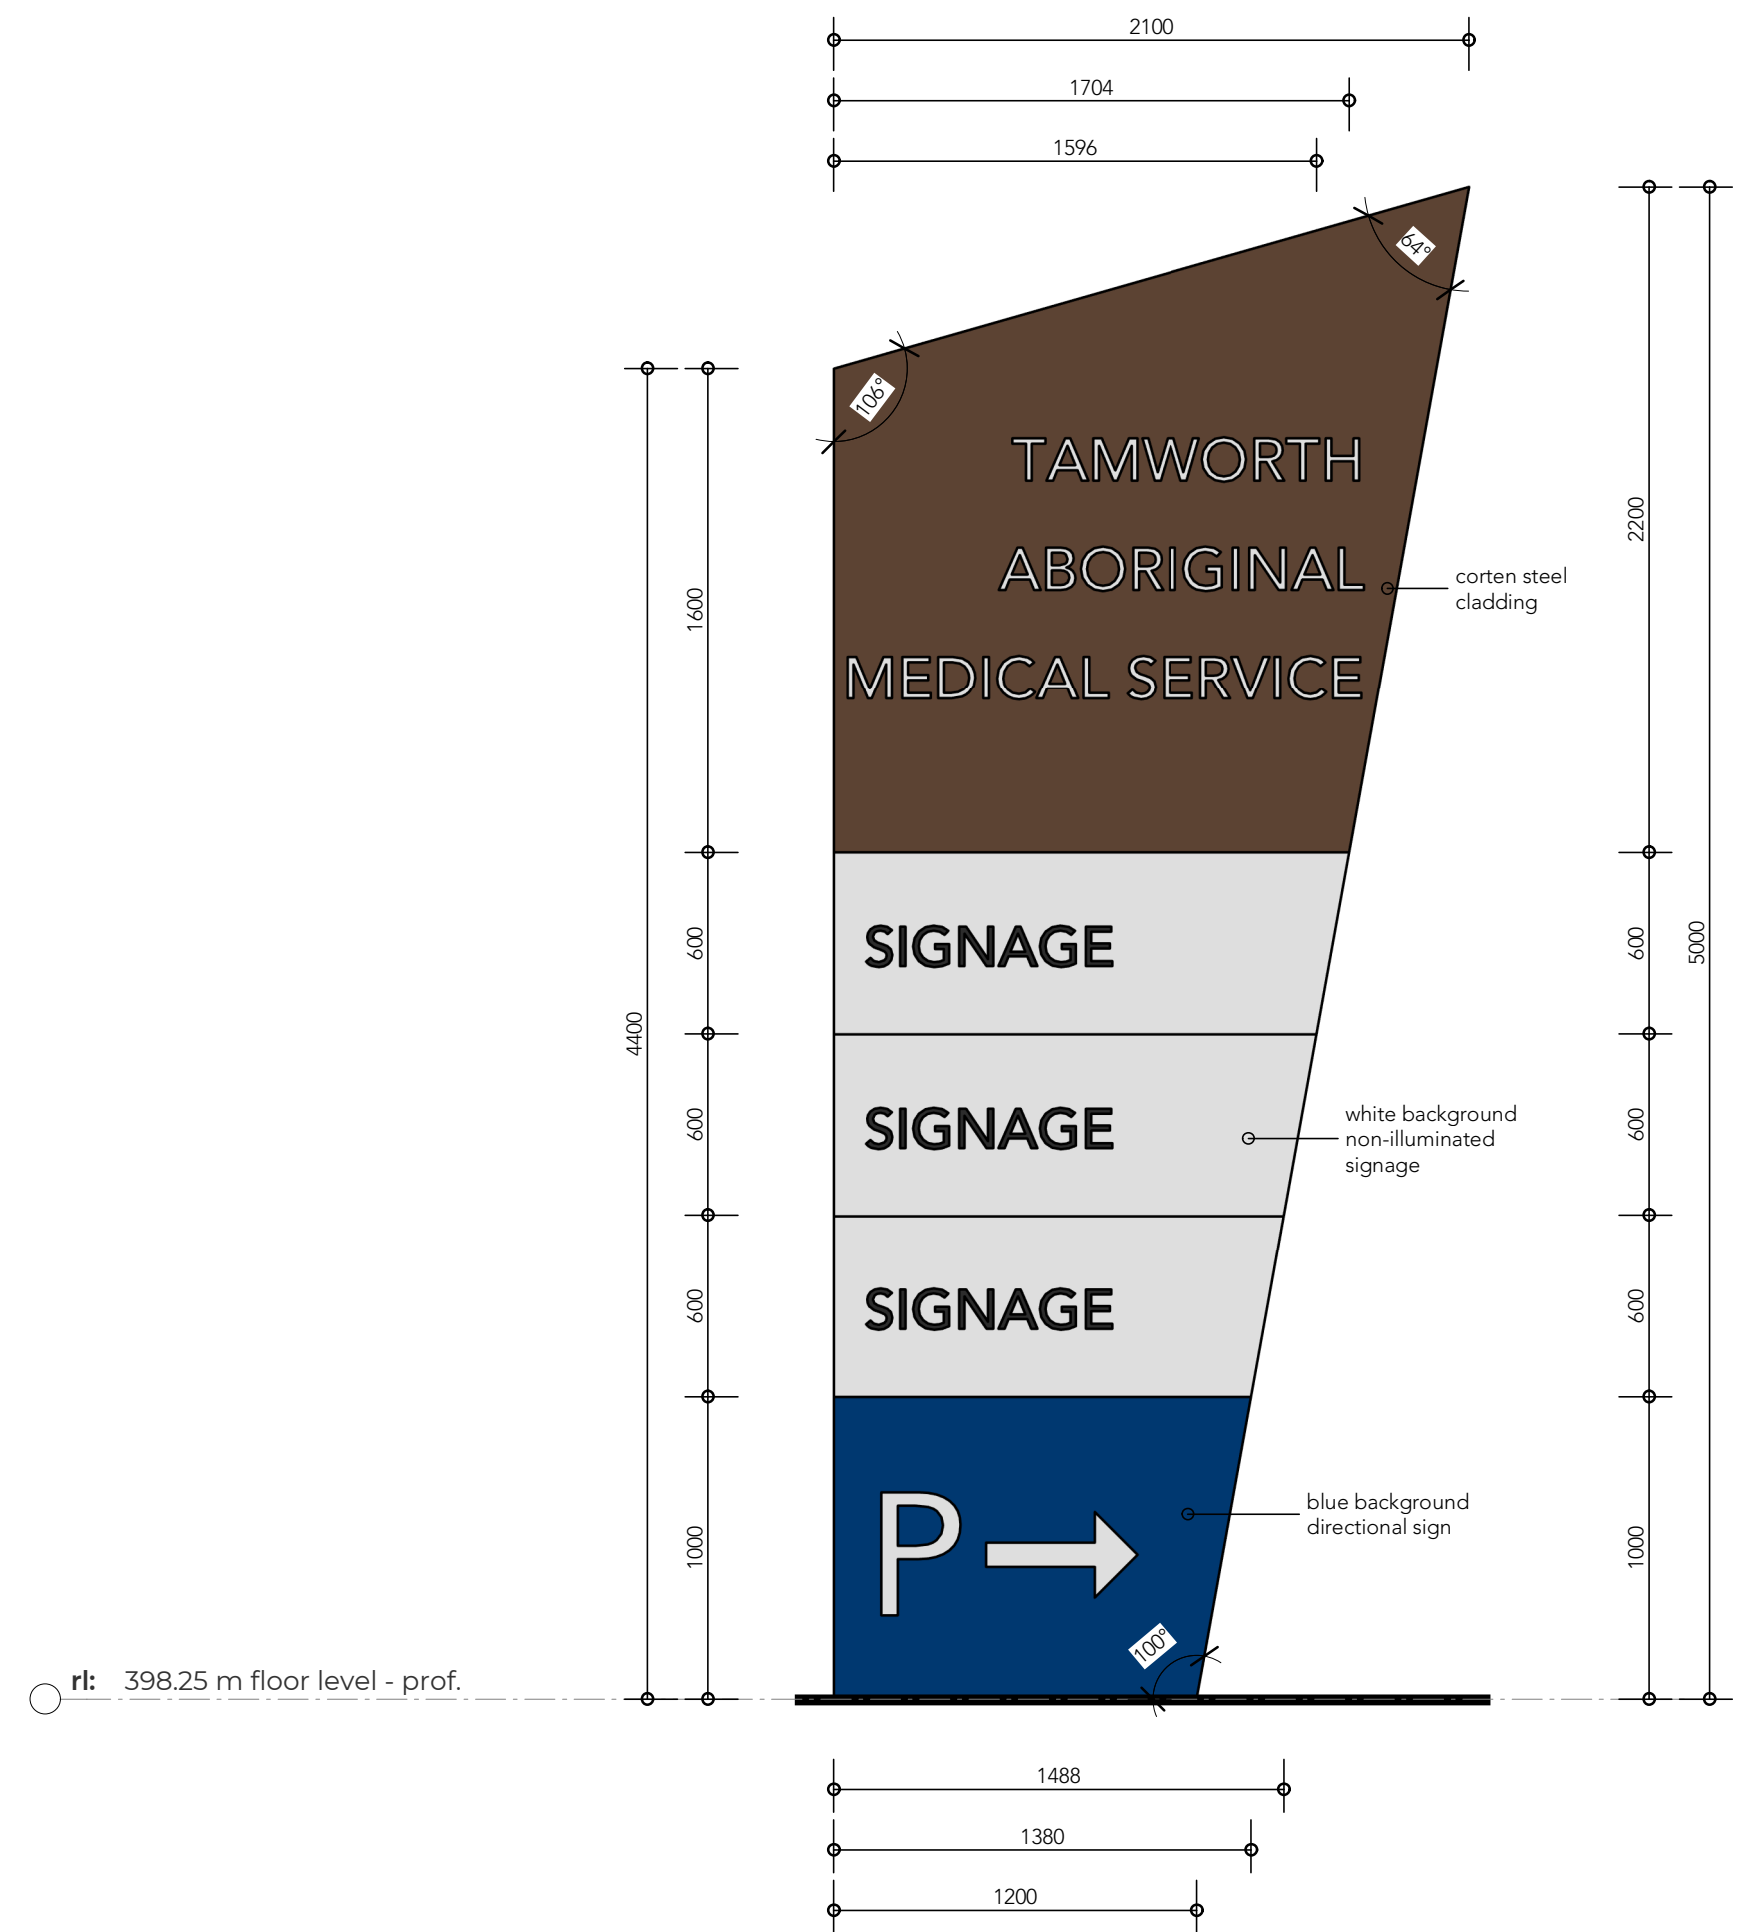 2100
1704
1596
64°
106°
TAMWORTH
ABORIGINAL
MEDICAL SERVICE
corten steel
cladding
2200
1600
SIGNAGE
600
600
5000
4400
SIGNAGE
600
600
white background
non-illuminated
signage
SIGNAGE
600
600
P
blue background
directional sign
1000
1000
100°
rl: 398.25 m floor level - prof.
1488
1380
1200